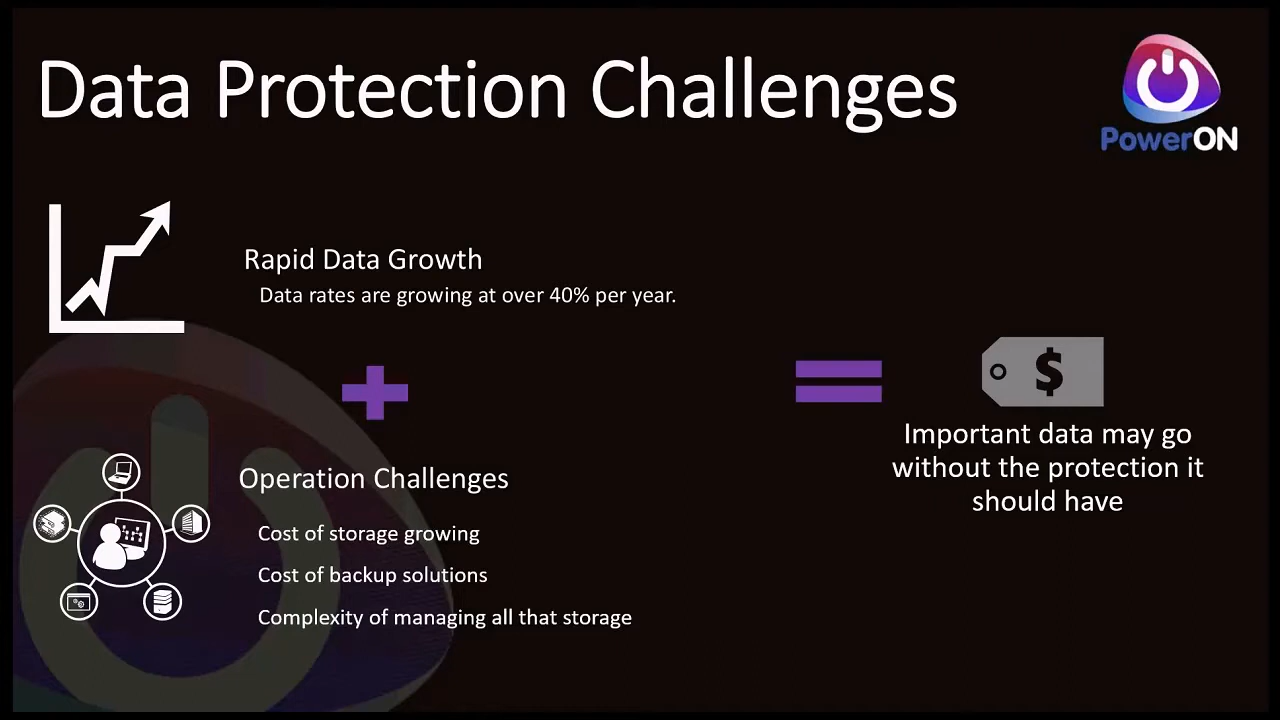 Data Protection Challenges
PowerON
Rapid Data Growth
Data rates are growing at over 40% per year.
$
Important data may go
without the protection it
should have
Operation Challenges
Cost of storage growing
Cost of backup solutions
Complexity of managing all that storage